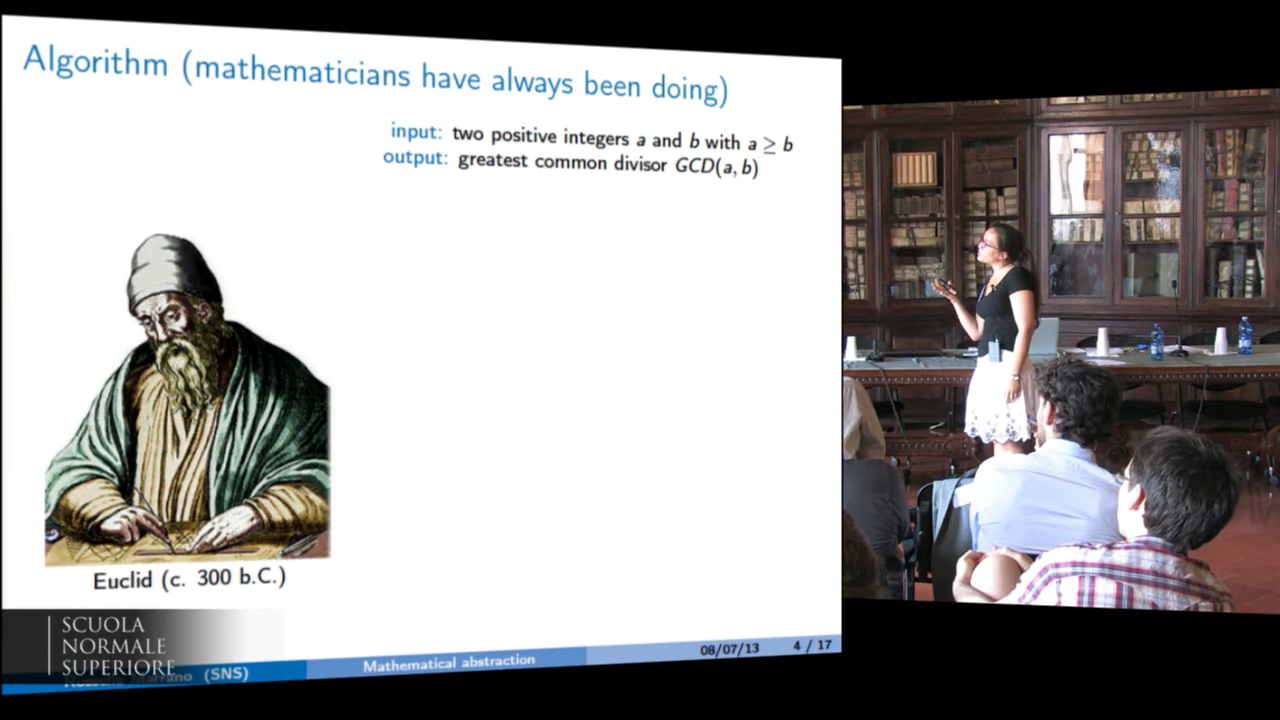 Algorithm (mathematicians have always been doing)
input: two positive integers a and b with a ≥ b
output: greatest common divisor GCD(a, b)
Euclid (c. 300 b.C.)
SCUOLA
NORMALE
SUPERIORE
Marrano (SNS)
Mathematical abstraction
08/07/13
4 / 17